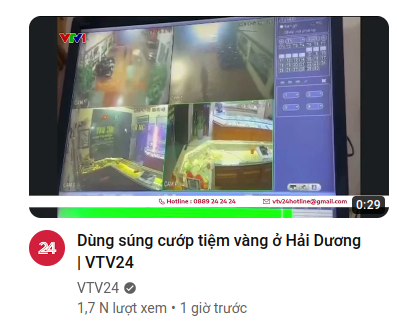 VTV1
Hotline : 0889 24 24 24
vtv24hotline@gmail.com
0:29
24
Dùng súng cướp tiệm vàng ở Hải Dương
| VTV24
VTV24
1,7 N lượt xem • 1 giờ trước